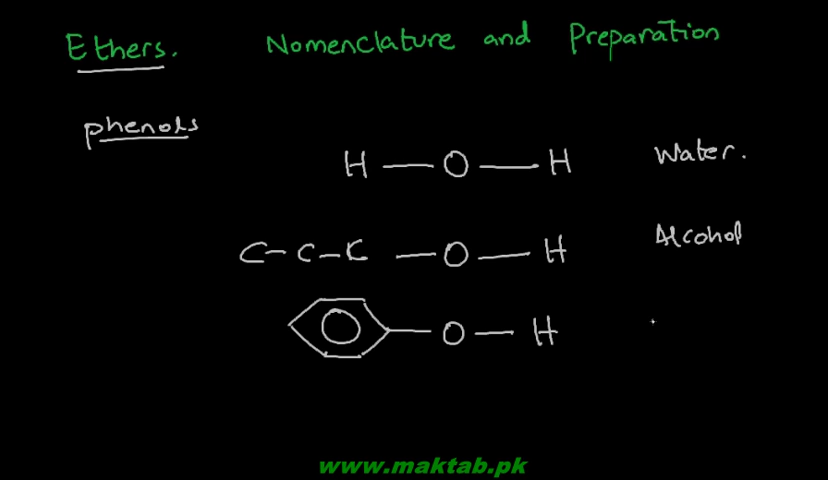 Ethers. Nomenclature and Preparation
phenols
H — O — H Water.
C - C - C — O — H Alcohol
— O — H
www.maktab.pk